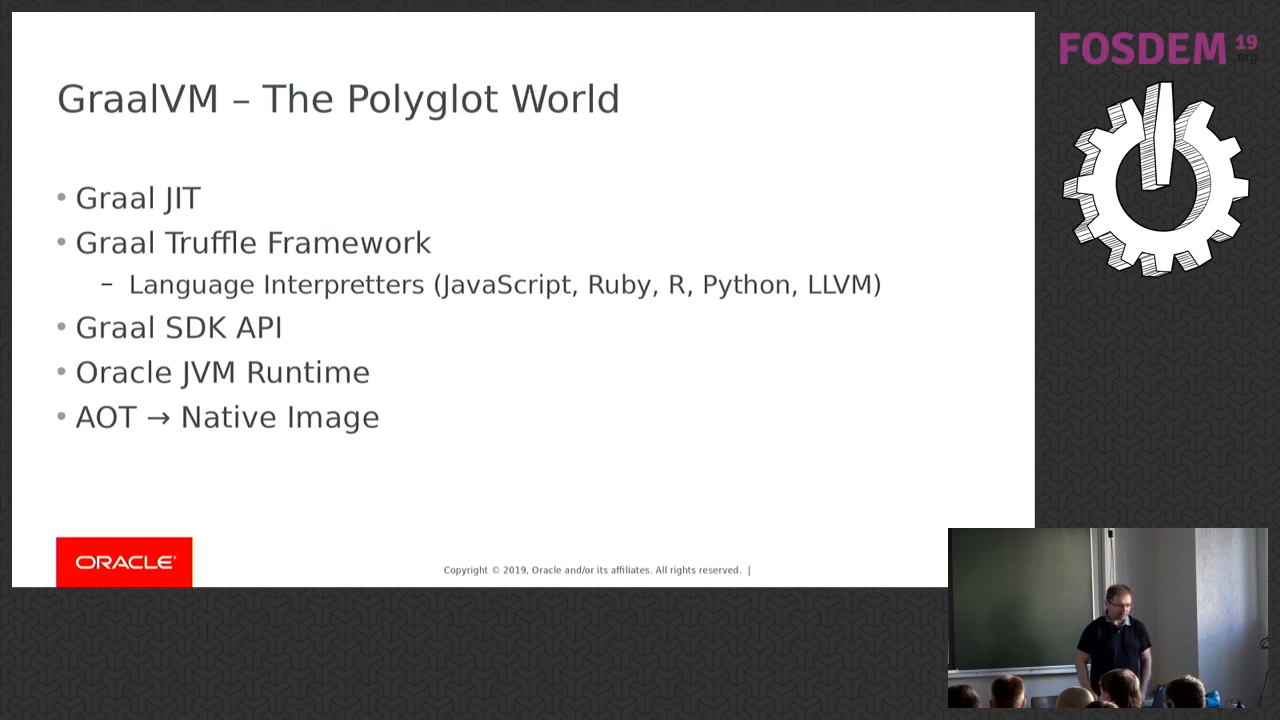 GraalVM – The Polyglot World
• Graal JIT
• Graal Truffle Framework
– Language Interpretters (JavaScript, Ruby, R, Python, LLVM)
• Graal SDK API
• Oracle JVM Runtime
• AOT → Native Image
ORACLE®
Copyright © 2019, Oracle and/or its affiliates. All rights reserved. |
FOSDEM 19
.org